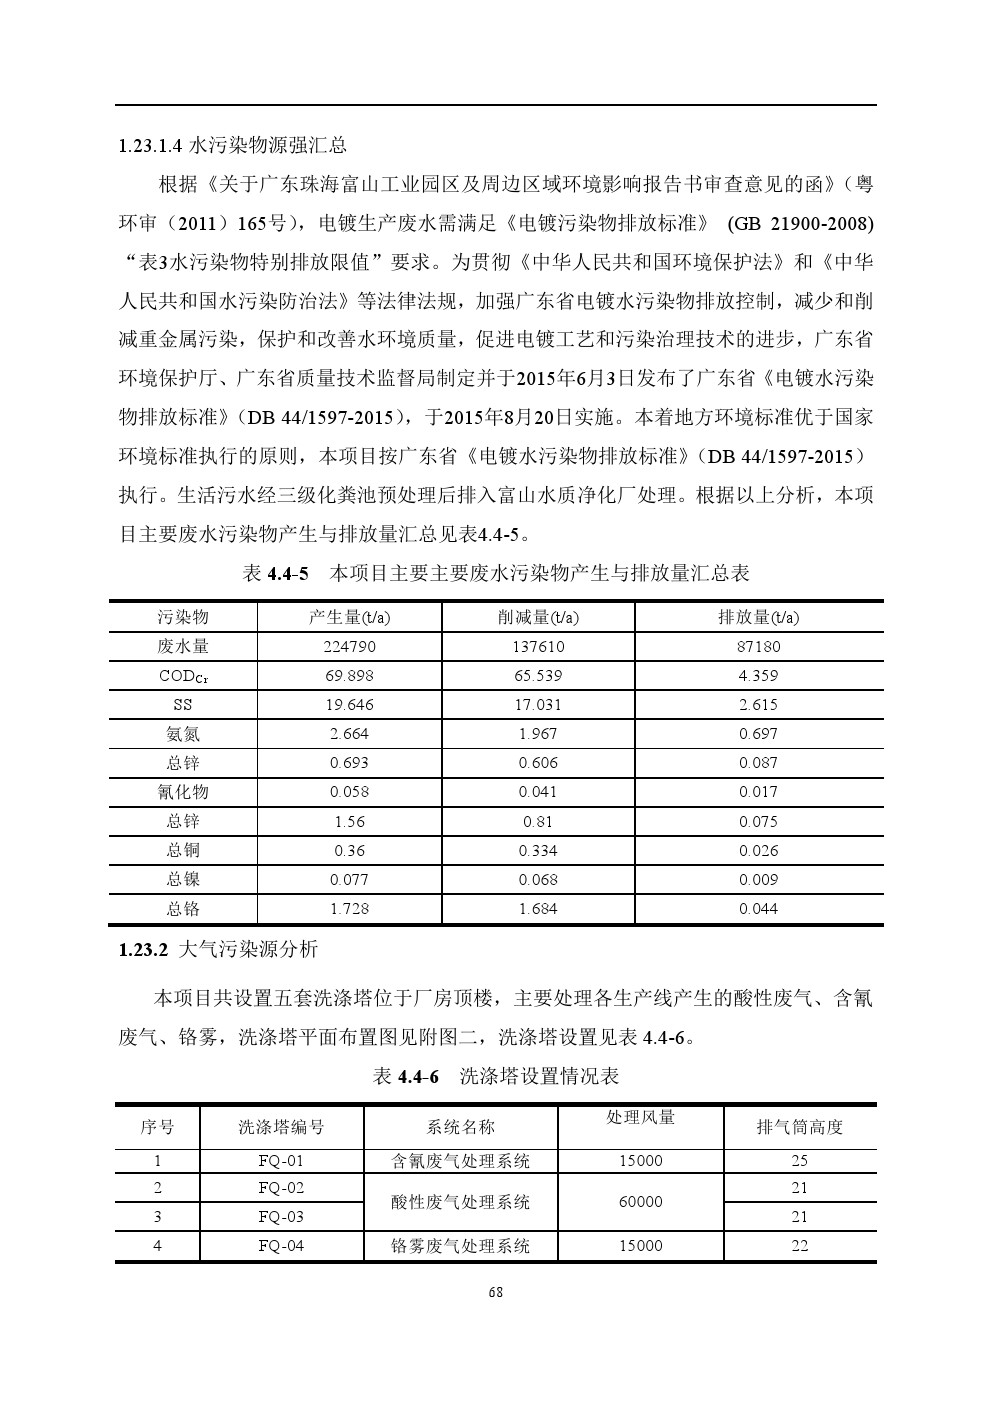 1.23.1.4 水污染物源强汇总
根据《关于广东珠海富山工业园区及周边区域环境影响报告书审查意见的函》（粤
环审（2011）165号），电镀生产废水需满足《电镀污染物排放标准》 (GB 21900-2008)
“表3水污染物特别排放限值”要求。为贯彻《中华人民共和国环境保护法》和《中华
人民共和国水污染防治法》等法律法规，加强广东省电镀水污染物排放控制，减少和削
减重金属污染，保护和改善水环境质量，促进电镀工艺和污染治理技术的进步，广东省
环境保护厅、广东省质量技术监督局制定并于2015年6月3日发布了广东省《电镀水污染
物排放标准》（DB 44/1597-2015），于2015年8月20日实施。本着地方环境标准优于国家
环境标准执行的原则，本项目按广东省《电镀水污染物排放标准》（DB 44/1597-2015）
执行。生活污水经三级化粪池预处理后排入富山水质净化厂处理。根据以上分析，本项
目主要废水污染物产生与排放量汇总见表4.4-5。
表 4.4-5 本项目主要主要废水污染物产生与排放量汇总表
污染物 产生量(t/a) 削减量(t/a) 排放量(t/a)
废水量 224790 137610 87180
CODCr 69.898 65.539 4.359
SS 19.646 17.031 2.615
氨氮 2.664 1.967 0.697
总锌 0.693 0.606 0.087
氰化物 0.058 0.041 0.017
总锌 1.56 0.81 0.075
总铜 0.36 0.334 0.026
总镍 0.077 0.068 0.009
总铬 1.728 1.684 0.044
1.23.2 大气污染源分析
本项目共设置五套洗涤塔位于厂房顶楼，主要处理各生产线产生的酸性废气、含氰
废气、铬雾，洗涤塔平面布置图见附图二，洗涤塔设置见表 4.4-6。
表 4.4-6 洗涤塔设置情况表
序号 洗涤塔编号 系统名称 处理风量 排气筒高度
1 FQ-01 含氰废气处理系统 15000 25
2 FQ-02 酸性废气处理系统 60000 21
3 FQ-03 21
4 FQ-04 铬雾废气处理系统 15000 22
68